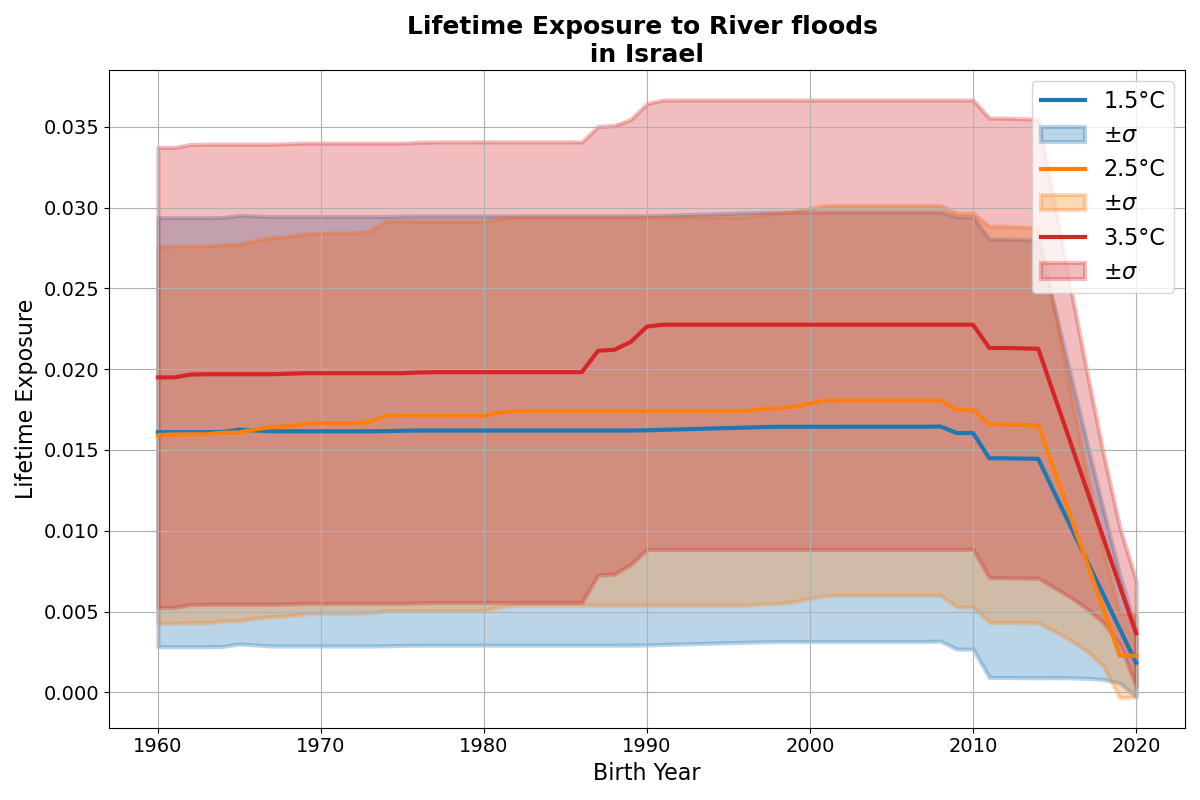 Lifetime Exposure to River floods
in Israel
Lifetime Exposure
0.035
0.030
0.025
0.020
0.015
0.010
0.005
0.000
1.5°C
±σ
2.5°C
±σ
3.5°C
±σ
1960 1970 1980 1990 2000 2010 2020
Birth Year